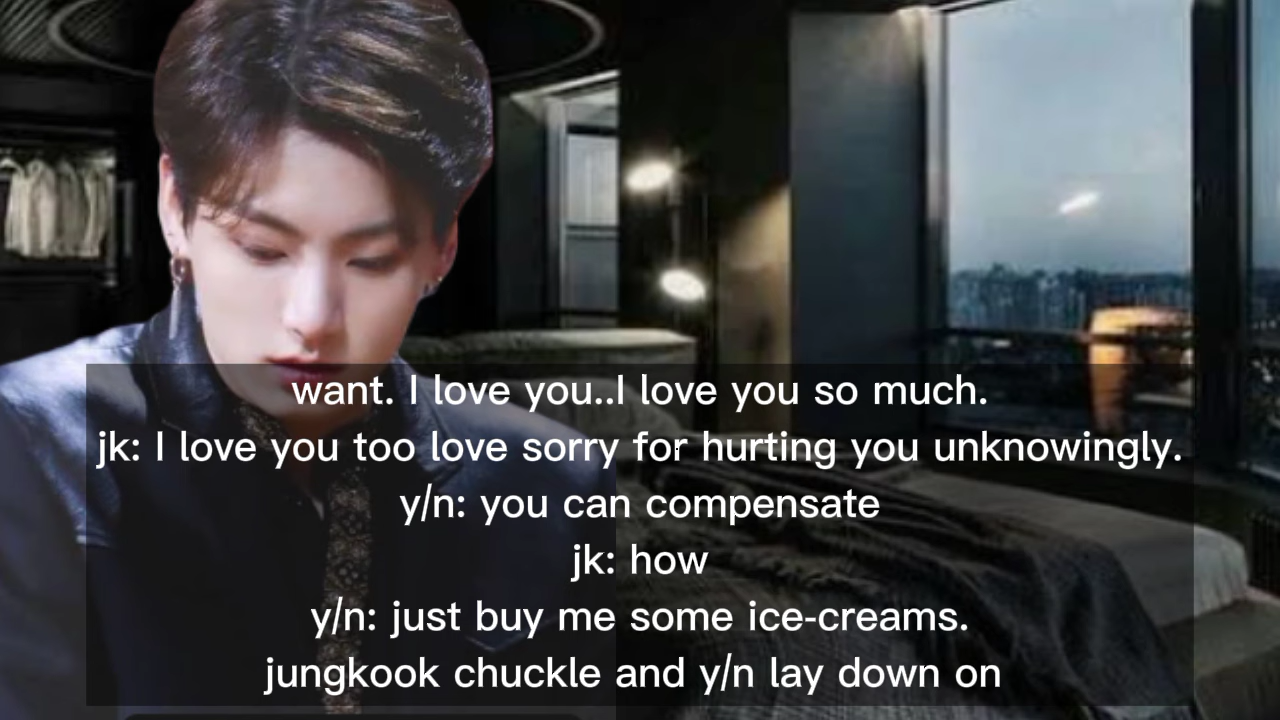 want. I love you..I love you so much.
jk: I love you too love sorry for hurting you unknowingly.
y/n: you can compensate
jk: how
y/n: just buy me some ice-creams.
jungkook chuckle and y/n lay down on